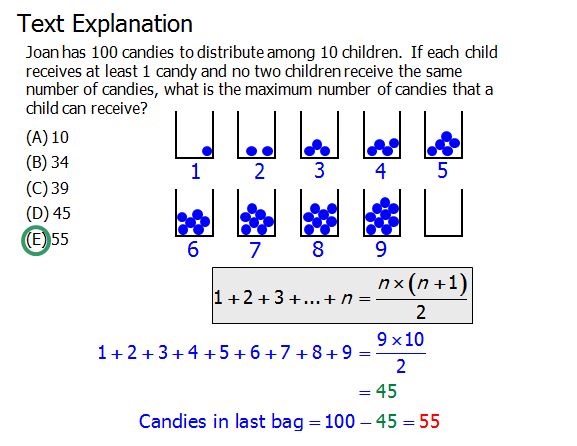 Text Explanation
Joan has 100 candies to distribute among 10 children. If each child
receives at least 1 candy and no two children receive the same
number of candies, what is the maximum number of candies that a
child can receive?
(A) 10
(B) 34
(C) 39
(D) 45
(E) 55
1 2 3 4 5
6 7 8 9
1 + 2 + 3 + ... + n = n × (n + 1) / 2
1 + 2 + 3 + 4 + 5 + 6 + 7 + 8 + 9 = 9 × 10 / 2
= 45
Candies in last bag = 100 − 45 = 55